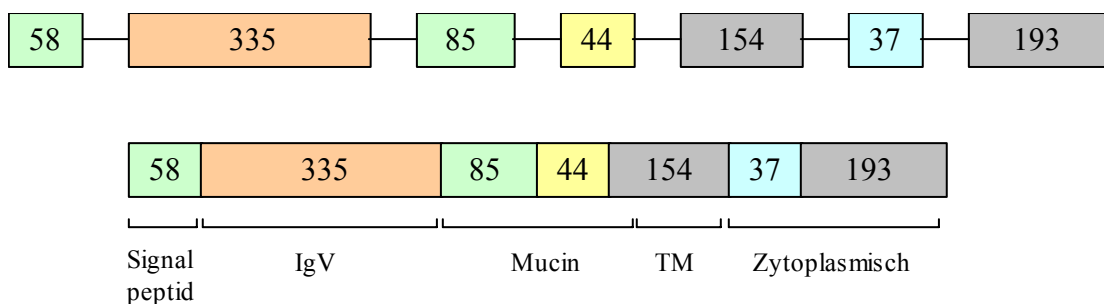 58 335 85 44 154 37 193
58 335 85 44 154 37 193
Signal IgV Mucin TM Zytoplasmisch
peptid